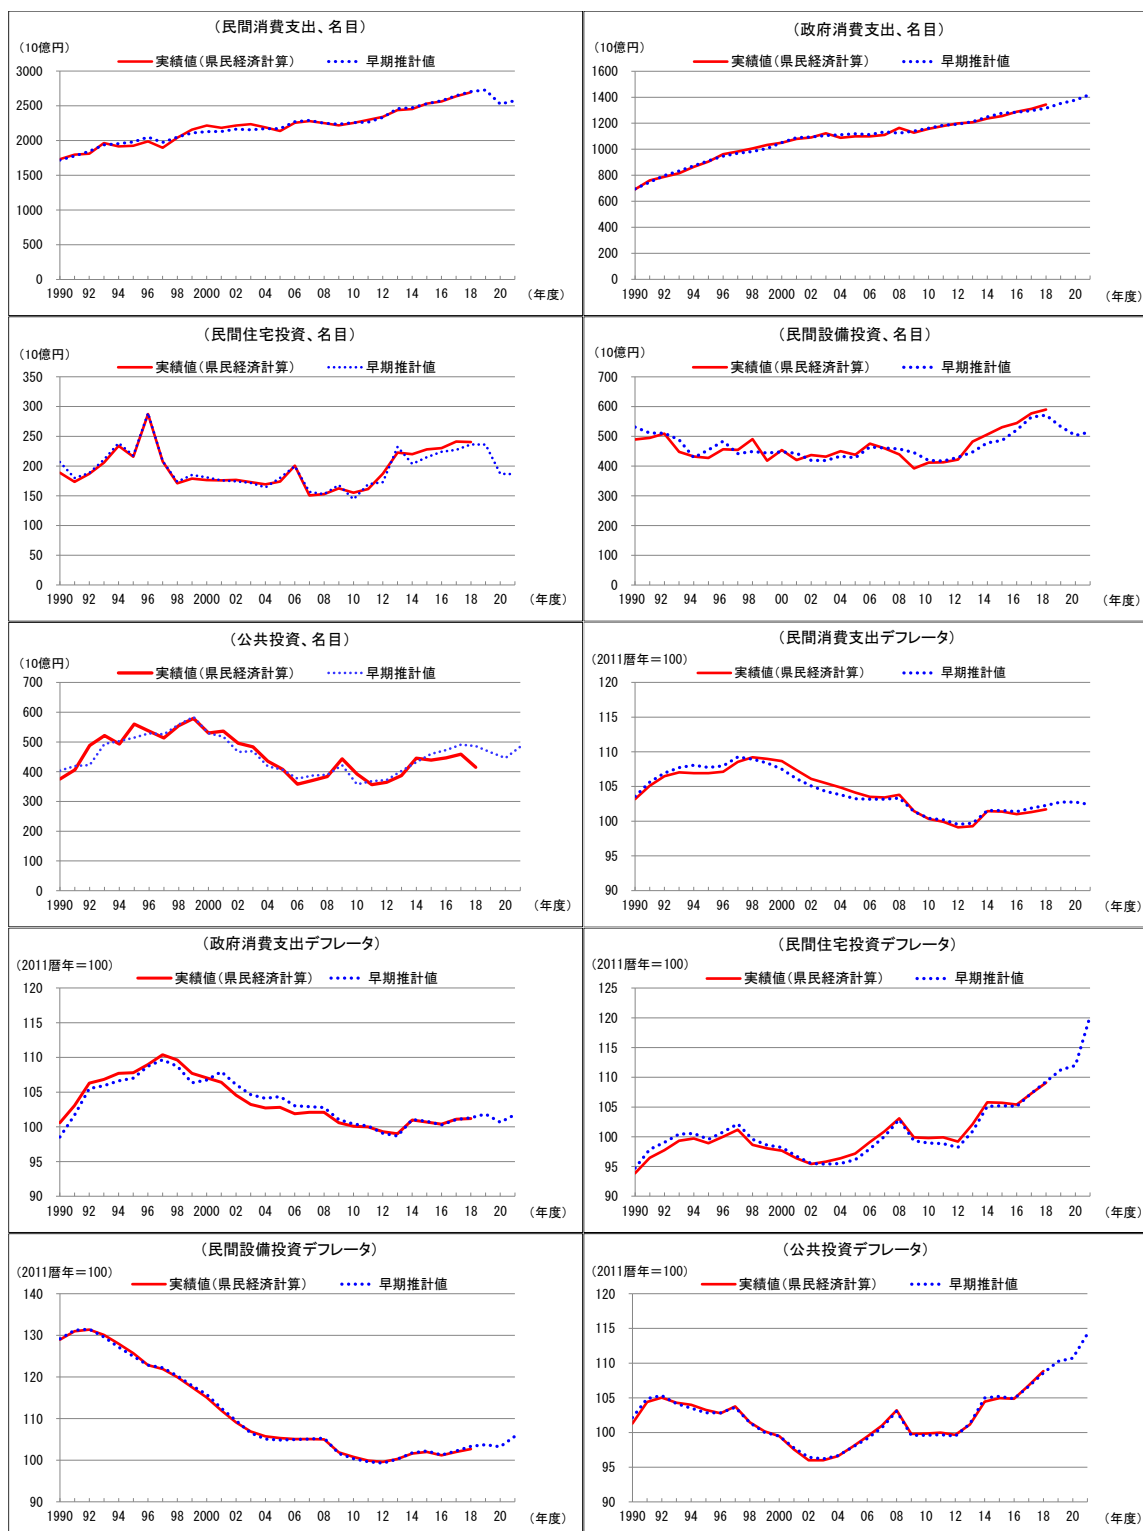 （民間消費支出、名目）
（10億円）
実績値（県民経済計算）　早期推計値
3000
2500
2000
1500
1000
500
0
1990 92 94 96 98 2000 02 04 06 08 10 12 14 16 18 20 （年度）
（政府消費支出、名目）
（10億円）
実績値（県民経済計算）　早期推計値
1600
1400
1200
1000
800
600
400
200
0
1990 92 94 96 98 2000 02 04 06 08 10 12 14 16 18 20 （年度）
（民間住宅投資、名目）
（10億円）
実績値（県民経済計算）　早期推計値
350
300
250
200
150
100
50
0
1990 92 94 96 98 2000 02 04 06 08 10 12 14 16 18 20 （年度）
（民間設備投資、名目）
（10億円）
実績値（県民経済計算）　早期推計値
700
600
500
400
300
200
100
0
1990 92 94 96 98 00 02 04 06 08 10 12 14 16 18 20 （年度）
（公共投資、名目）
（10億円）
実績値（県民経済計算）　早期推計値
700
600
500
400
300
200
100
0
1990 92 94 96 98 2000 02 04 06 08 10 12 14 16 18 20 （年度）
（民間消費支出デフレータ）
（2011暦年＝100）
実績値（県民経済計算）　早期推計値
120
115
110
105
100
95
90
1990 92 94 96 98 2000 02 04 06 08 10 12 14 16 18 20 （年度）
（政府消費支出デフレータ）
（2011暦年＝100）
実績値（県民経済計算）　早期推計値
120
115
110
105
100
95
90
1990 92 94 96 98 2000 02 04 06 08 10 12 14 16 18 20 （年度）
（民間住宅投資デフレータ）
（2011暦年＝100）
実績値（県民経済計算）　早期推計値
125
120
115
110
105
100
95
90
1990 92 94 96 98 2000 02 04 06 08 10 12 14 16 18 20 （年度）
（民間設備投資デフレータ）
（2011暦年＝100）
実績値（県民経済計算）　早期推計値
140
130
120
110
100
90
1990 92 94 96 98 2000 02 04 06 08 10 12 14 16 18 20 （年度）
（公共投資デフレータ）
（2011暦年＝100）
実績値（県民経済計算）　早期推計値
120
115
110
105
100
95
90
1990 92 94 96 98 2000 02 04 06 08 10 12 14 16 18 20 （年度）